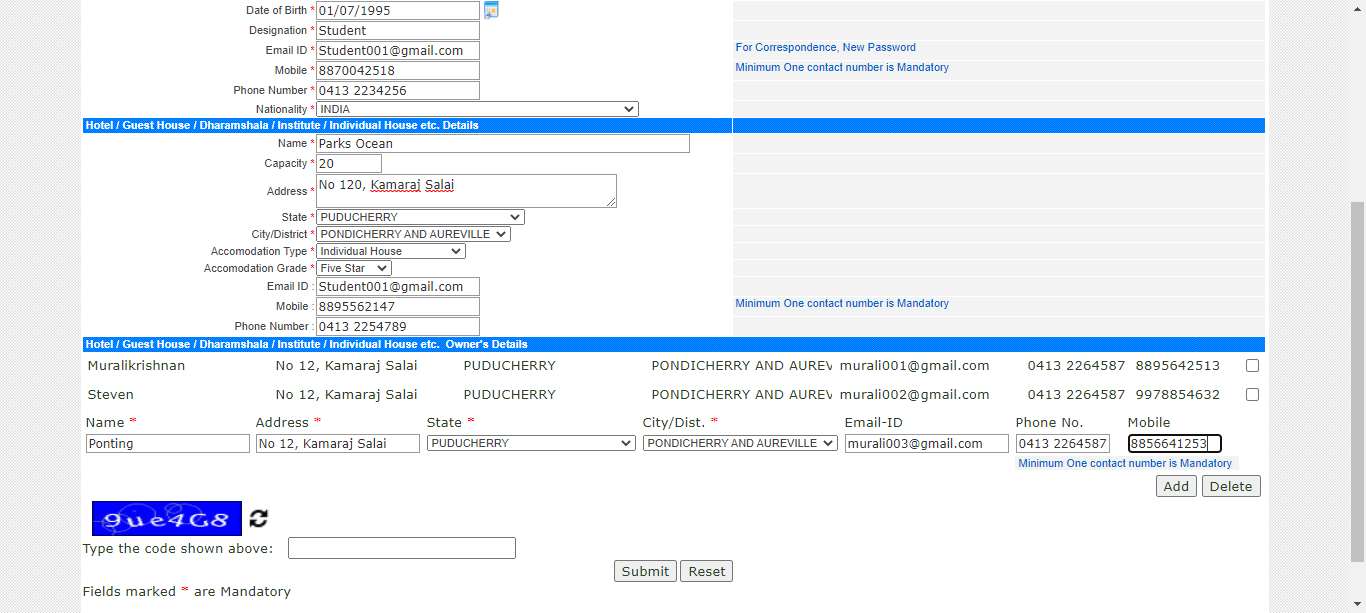 Date of Birth * 01/07/1995
Designation * Student
Email ID * Student001@gmail.com For Correspondence, New Password
Mobile * 8870042518 Minimum One contact number is Mandatory
Phone Number * 0413 2234256
Nationality * INDIA
Hotel / Guest House / Dharamshala / Institute / Individual House etc. Details
Name * Parks Ocean
Capacity * 20
Address * No 120, Kamaraj Salai
State * PUDUCHERRY
City/District * PONDICHERRY AND AUREVILLE
Accomodation Type * Individual House
Accomodation Grade * Five Star
Email ID : Student001@gmail.com
Mobile : 8895562147 Minimum One contact number is Mandatory
Phone Number : 0413 2254789
Hotel / Guest House / Dharamshala / Institute / Individual House etc. Owner's Details
Muralikrishnan No 12, Kamaraj Salai PUDUCHERRY PONDICHERRY AND AUREV murali001@gmail.com 0413 2264587 8895642513
Steven No 12, Kamaraj Salai PUDUCHERRY PONDICHERRY AND AUREV murali002@gmail.com 0413 2264587 9978854632
Name * Address * State * City/Dist. * Email-ID Phone No. Mobile
Ponting No 12, Kamaraj Salai PUDUCHERRY PONDICHERRY AND AUREVILLE murali003@gmail.com 0413 2264587 8856641253
Minimum One contact number is Mandatory
Add Delete
9ue4G8
Type the code shown above:
Submit Reset
Fields marked * are Mandatory